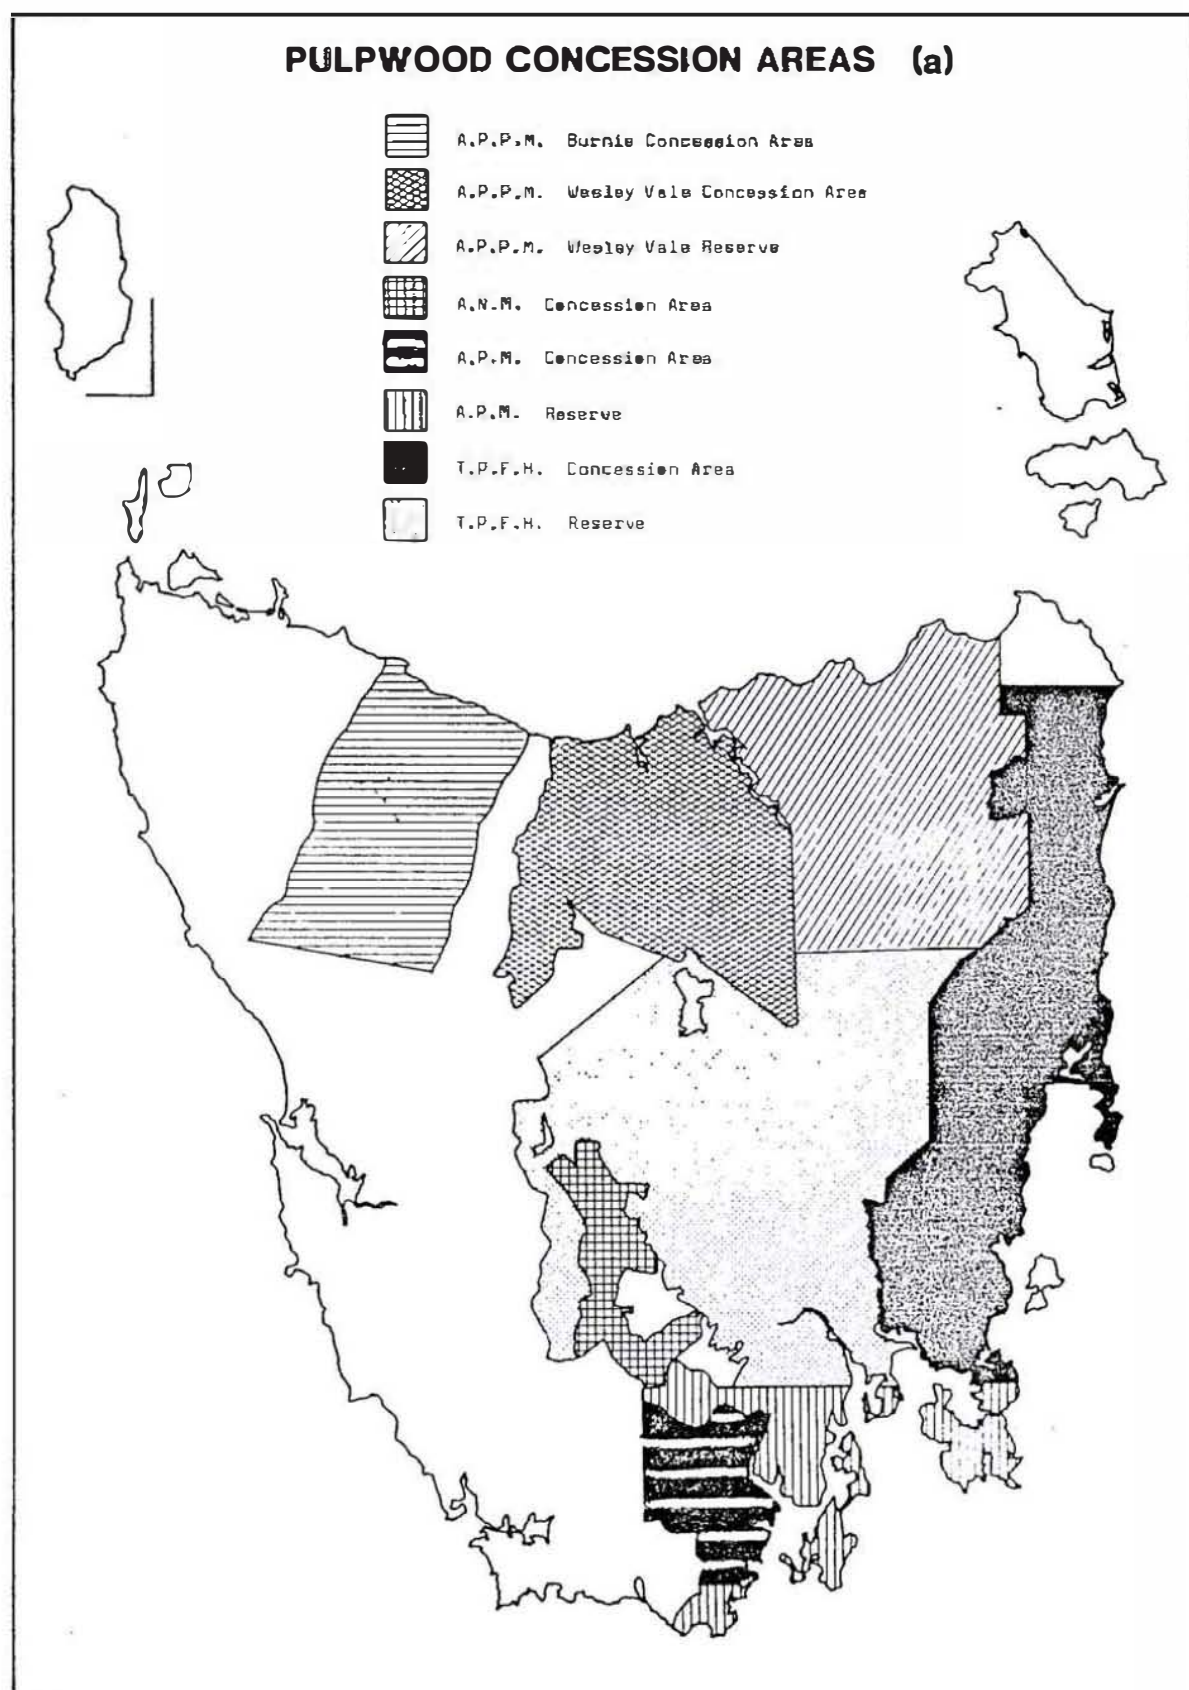 PULPWOOD CONCESSION AREAS (a)
A.P.P.M. Burnie Concession Area
A.P.P.M. Wesley Vale Concession Area
A.P.P.M. Wesley Vale Reserve
A.N.M. Concession Area
A.P.M. Concession Area
A.P.M. Reserve
T.P.F.H. Concession Area
T.P.F.H. Reserve